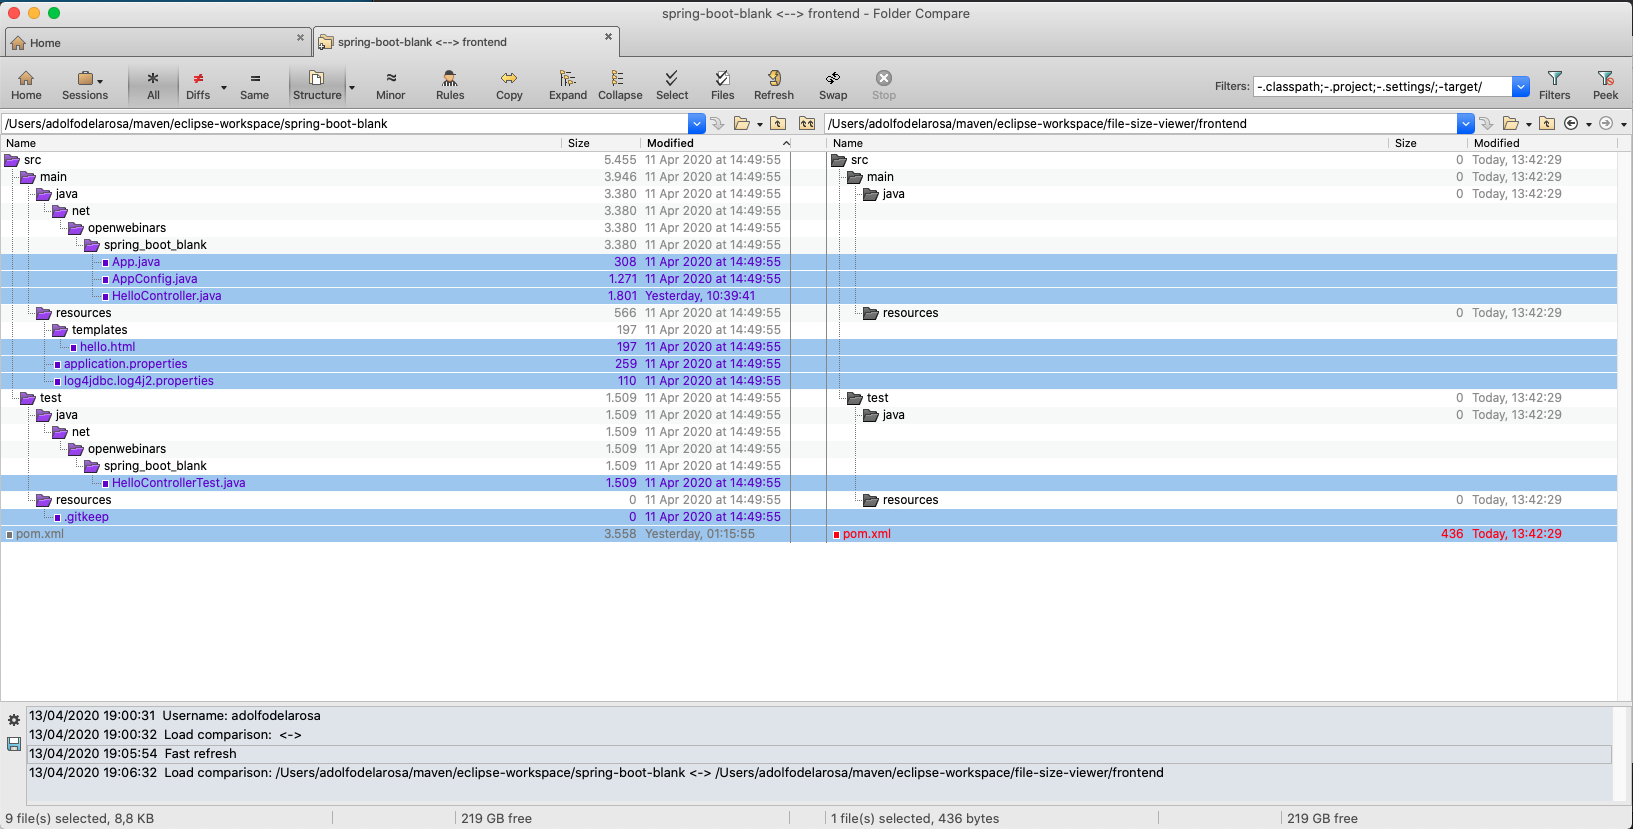 spring-boot-blank <--> frontend - Folder Compare
Home
spring-boot-blank <--> frontend
Home Sessions All Diffs Same Structure Minor Rules Copy Expand Collapse Select Files Refresh Swap Stop Filters: -.classpath;-.project;-.settings/;-target/ Filters Peek
/Users/adolfodelarosa/maven/eclipse-workspace/spring-boot-blank /Users/adolfodelarosa/maven/eclipse-workspace/file-size-viewer/frontend
Name Size Modified Name Size Modified
src 5.455 11 Apr 2020 at 14:49:55 src 0 Today, 13:42:29
main 3.946 11 Apr 2020 at 14:49:55 main 0 Today, 13:42:29
java 3.380 11 Apr 2020 at 14:49:55 java 0 Today, 13:42:29
net 3.380 11 Apr 2020 at 14:49:55
openwebinars 3.380 11 Apr 2020 at 14:49:55
spring_boot_blank 3.380 11 Apr 2020 at 14:49:55
App.java 308 11 Apr 2020 at 14:49:55
AppConfig.java 1.271 11 Apr 2020 at 14:49:55
HelloController.java 1.801 Yesterday, 10:39:41
resources 566 11 Apr 2020 at 14:49:55 resources 0 Today, 13:42:29
templates 197 11 Apr 2020 at 14:49:55
hello.html 197 11 Apr 2020 at 14:49:55
application.properties 259 11 Apr 2020 at 14:49:55
log4jdbc.log4j2.properties 110 11 Apr 2020 at 14:49:55
test 1.509 11 Apr 2020 at 14:49:55 test 0 Today, 13:42:29
java 1.509 11 Apr 2020 at 14:49:55 java 0 Today, 13:42:29
net 1.509 11 Apr 2020 at 14:49:55
openwebinars 1.509 11 Apr 2020 at 14:49:55
spring_boot_blank 1.509 11 Apr 2020 at 14:49:55
HelloControllerTest.java 1.509 11 Apr 2020 at 14:49:55
resources 0 11 Apr 2020 at 14:49:55 resources 0 Today, 13:42:29
.gitkeep 0 11 Apr 2020 at 14:49:55
pom.xml 3.558 Yesterday, 01:15:55 pom.xml 436 Today, 13:42:29
13/04/2020 19:00:31 Username: adolfodelarosa
13/04/2020 19:00:32 Load comparison: <->
13/04/2020 19:05:54 Fast refresh
13/04/2020 19:06:32 Load comparison: /Users/adolfodelarosa/maven/eclipse-workspace/spring-boot-blank <-> /Users/adolfodelarosa/maven/eclipse-workspace/file-size-viewer/frontend
9 file(s) selected, 8,8 KB 219 GB free 1 file(s) selected, 436 bytes 219 GB free